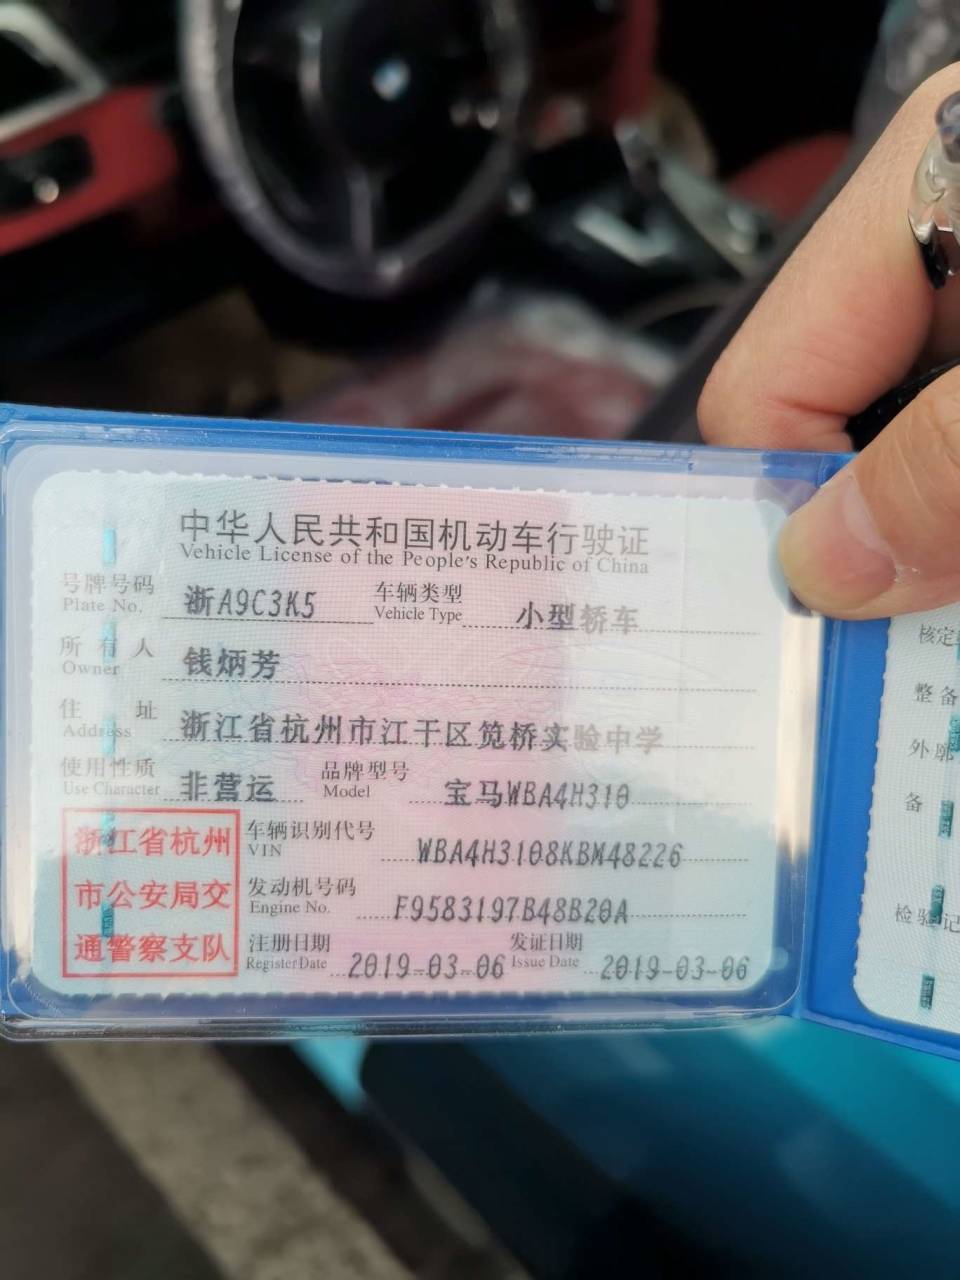 中华人民共和国机动车行驶证
Vehicle License of the People's Republic of China
号牌号码 浙A9C3K5 车辆类型 小型轿车
Plate No. Vehicle Type
所有人 钱炳芳
Owner
住址 浙江省杭州市江干区笕桥实验中学
Address
使用性质 非营运 品牌型号 宝马WBA4H310
Use Character Model
浙江省杭州
市公安局交
通警察支队
车辆识别代号 WBA4H3108KBM48226
VIN
发动机号码 F9583197B48B20A
Engine No.
注册日期 2019-03-06 发证日期 2019-03-06
Register Date Issue Date
核定
整备
外廓
备
检验记